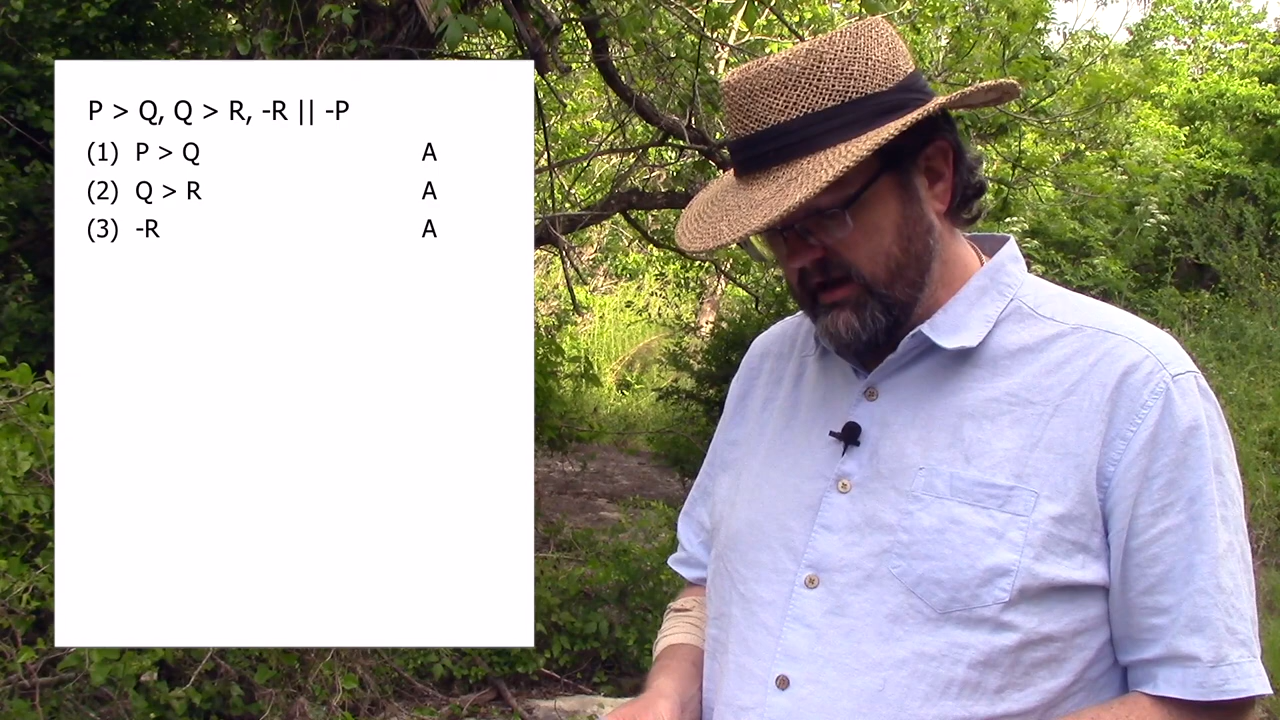 P > Q, Q > R, -R || -P
(1) P > Q A
(2) Q > R A
(3) -R A